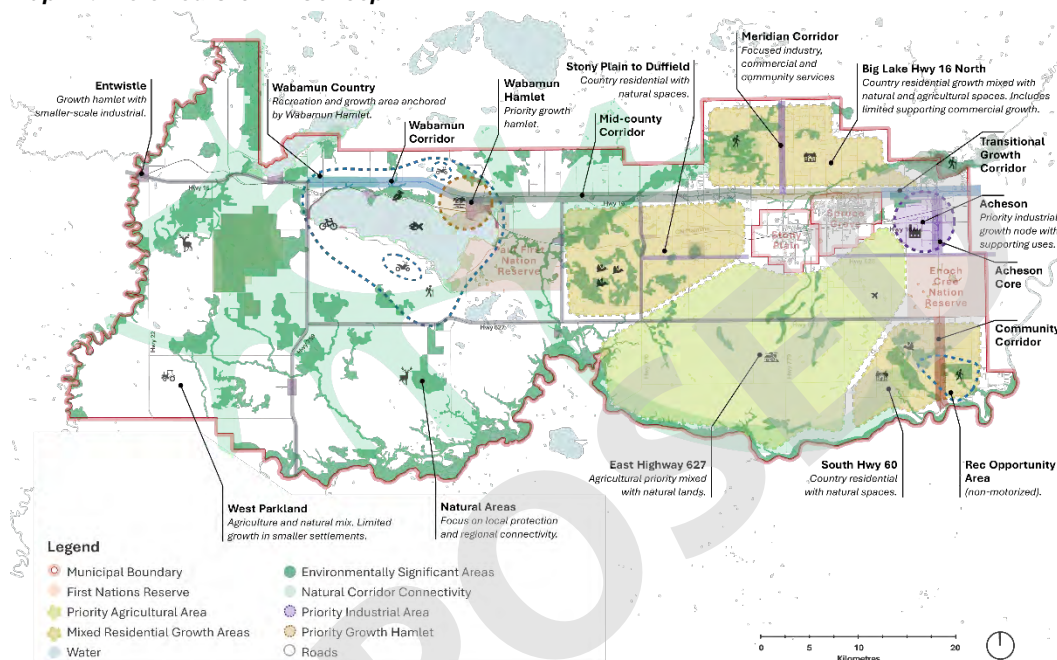 Meridian Corridor
Focused industry,
commercial and
community services
Stony Plain to Duffield
Country residential with
natural spaces.
Big Lake Hwy 16 North
Country residential growth mixed
with natural and agricultural spaces. Includes
limited supporting commercial growth.
Entwistle
Growth hamlet with
smaller-scale industrial.
Wabamun Country
Recreation and growth area anchored
by Wabamun Hamlet.
Wabamun
Hamlet
Priority growth
hamlet.
Wabamun
Corridor
Mid-county
Corridor
Transitional
Growth
Corridor
Acheson
Priority industrial
growth node with
supporting uses.
Acheson
Core
Community
Corridor
Hwy 16
Hwy 16
Stony
Plain
Spruce
Grove
First
Nation
Reserve
Enoch
Cree
Nation
Reserve
Hwy 22
Hwy 627
East Highway 627
Agricultural priority mixed
with natural lands.
South Hwy 60
Country residential
with natural spaces.
Rec Opportunity
Area
(non-motorized).
West Parkland
Agriculture and natural mix. Limited
growth in smaller settlements.
Natural Areas
Focus on local protection
and regional connectivity.
Legend
Municipal Boundary
First Nations Reserve
Priority Agricultural Area
Mixed Residential Growth Areas
Water
Environmentally Significant Areas
Natural Corridor Connectivity
Priority Industrial Area
Priority Growth Hamlet
Roads
0 5 10 20
Kilometres